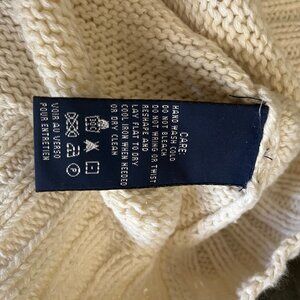 CARE:
HAND WASH COLD
DO NOT BLEACH
DO NOT WRING OR TWIST
RESHAPE AND
LAY FLAT TO DRY
COOL IRON WHEN NEEDED
OR DRY CLEAN
VOIR AU VERSO
POUR ENTRETIEN